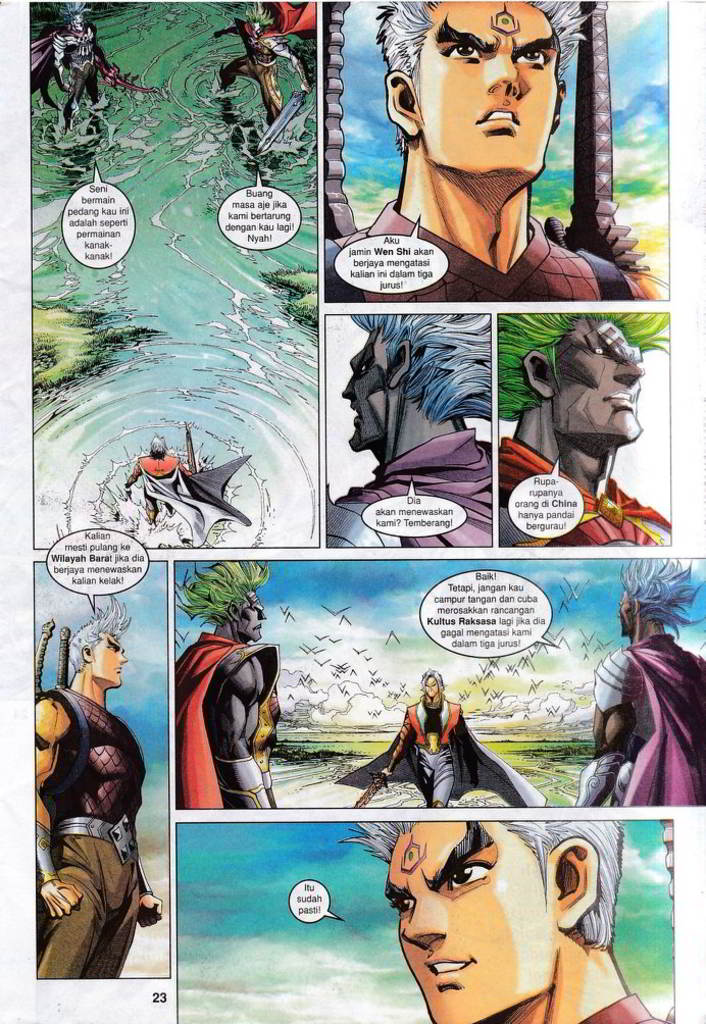 Seni
bermain
pedang kau ini
adalah seperti
permainan
kanak-
kanak!
Buang
masa aje jika
kami bertarung
dengan kau lagi!
Nyah!
Aku
jamin Wen Shi akan
berjaya mengatasi
kalian ini dalam tiga
jurus!
Dia
akan menewaskan
kami? Temberang!
Rupa-
rupanya
orang di China
hanya pandai
bergurau!
Kalian
mesti pulang ke
Wilayah Barat jika dia
berjaya menewaskan
kalian kelak!
Baik!
Tetapi, jangan kau
campur tangan dan cuba
merosakkan rancangan
Kultus Raksasa lagi jika dia
gagal mengatasi kami
dalam tiga jurus!
Itu
sudah
pasti!
23